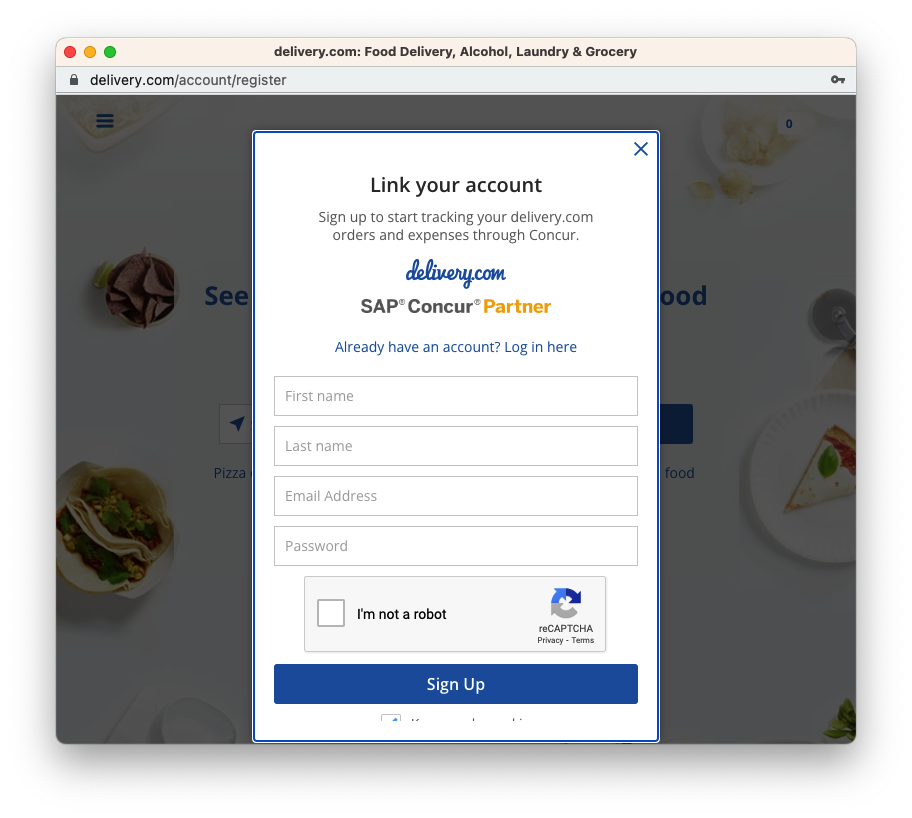 delivery.com: Food Delivery, Alcohol, Laundry & Grocery
delivery.com/account/register
0
Link your account
Sign up to start tracking your delivery.com
orders and expenses through Concur.
delivery.com
SAP® Concur® Partner
See
ood
Already have an account? Log in here
First name
Last name
Pizza
food
Email Address
Password
I'm not a robot
reCAPTCHA
Privacy - Terms
Sign Up